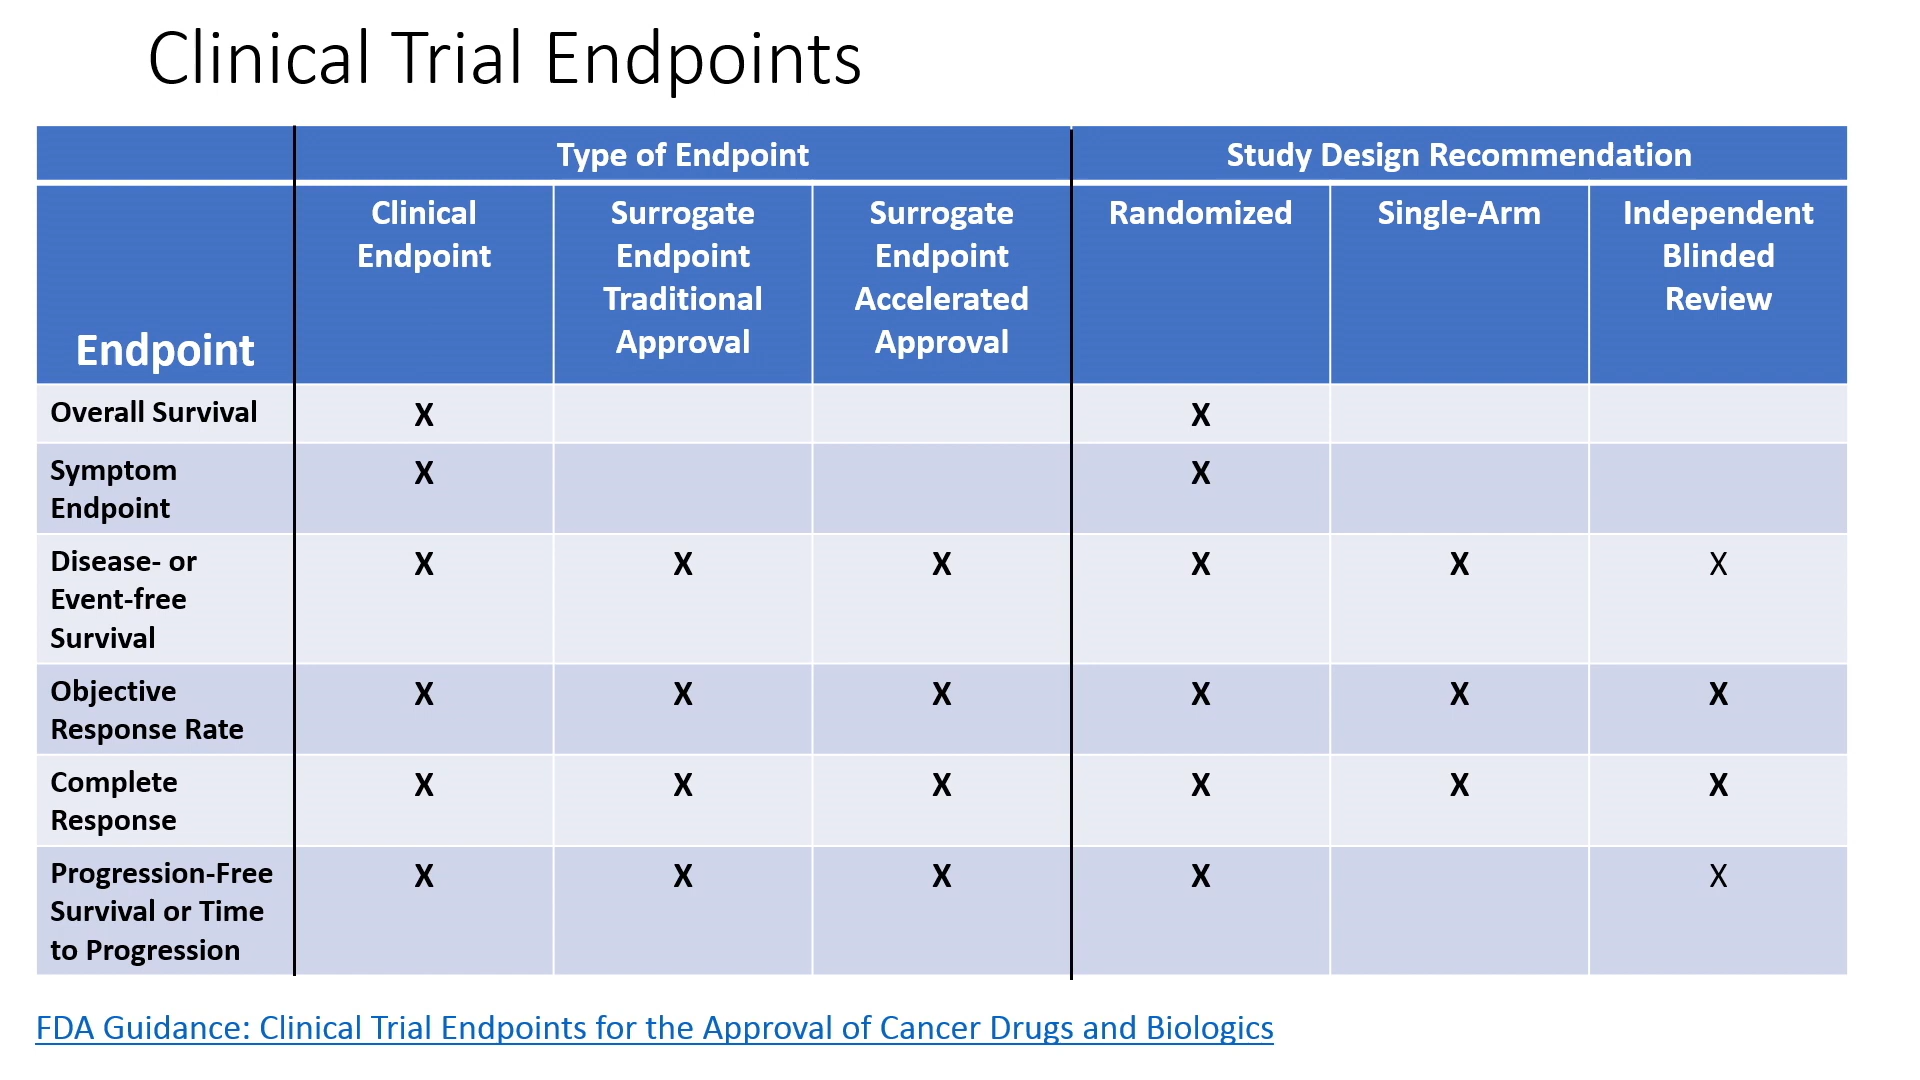 Clinical Trial Endpoints
Type of Endpoint
Study Design Recommendation
Endpoint
Clinical
Endpoint
Surrogate
Endpoint
Traditional
Approval
Surrogate
Endpoint
Accelerated
Approval
Randomized
Single-Arm
Independent
Blinded
Review
Overall Survival
X
X
Symptom
Endpoint
X
X
Disease- or
Event-free
Survival
X
X
X
X
X
X
Objective
Response Rate
X
X
X
X
X
X
Complete
Response
X
X
X
X
X
X
Progression-Free
Survival or Time
to Progression
X
X
X
X
X
FDA Guidance: Clinical Trial Endpoints for the Approval of Cancer Drugs and Biologics